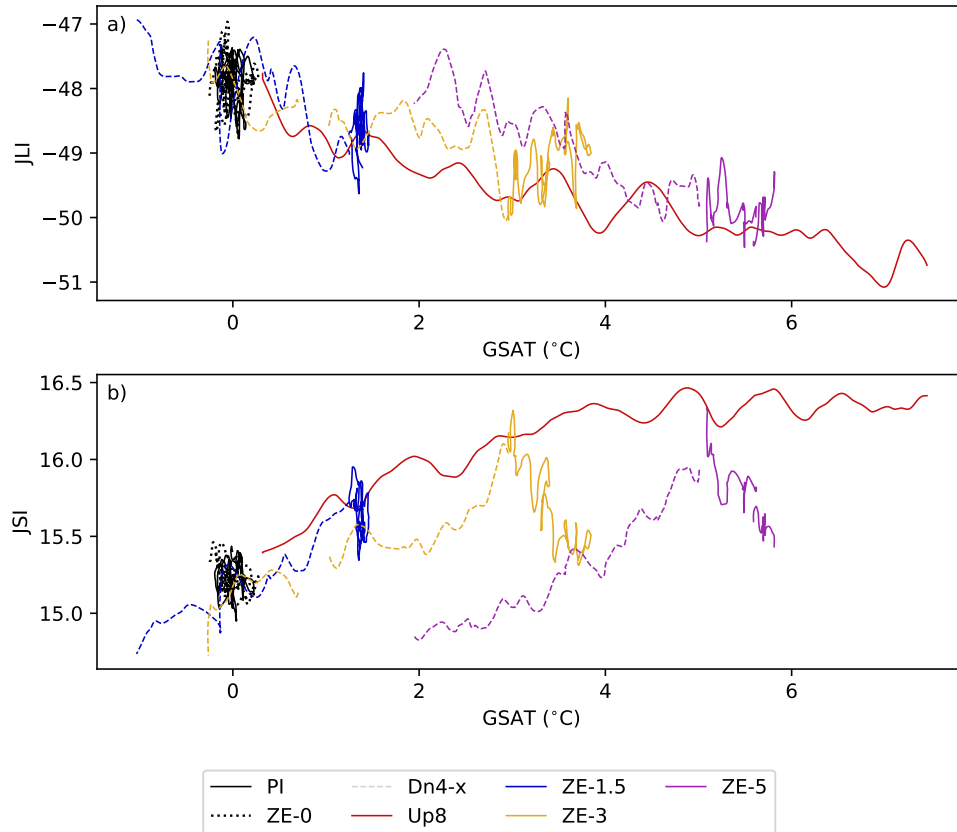 a)
−47
−48
−49
−50
−51
JLI
0 2 4 6
GSAT (°C)
b)
16.5
16.0
15.5
15.0
JSI
0 2 4 6
GSAT (°C)
PI Dn4-x ZE-1.5 ZE-5
ZE-0 Up8 ZE-3